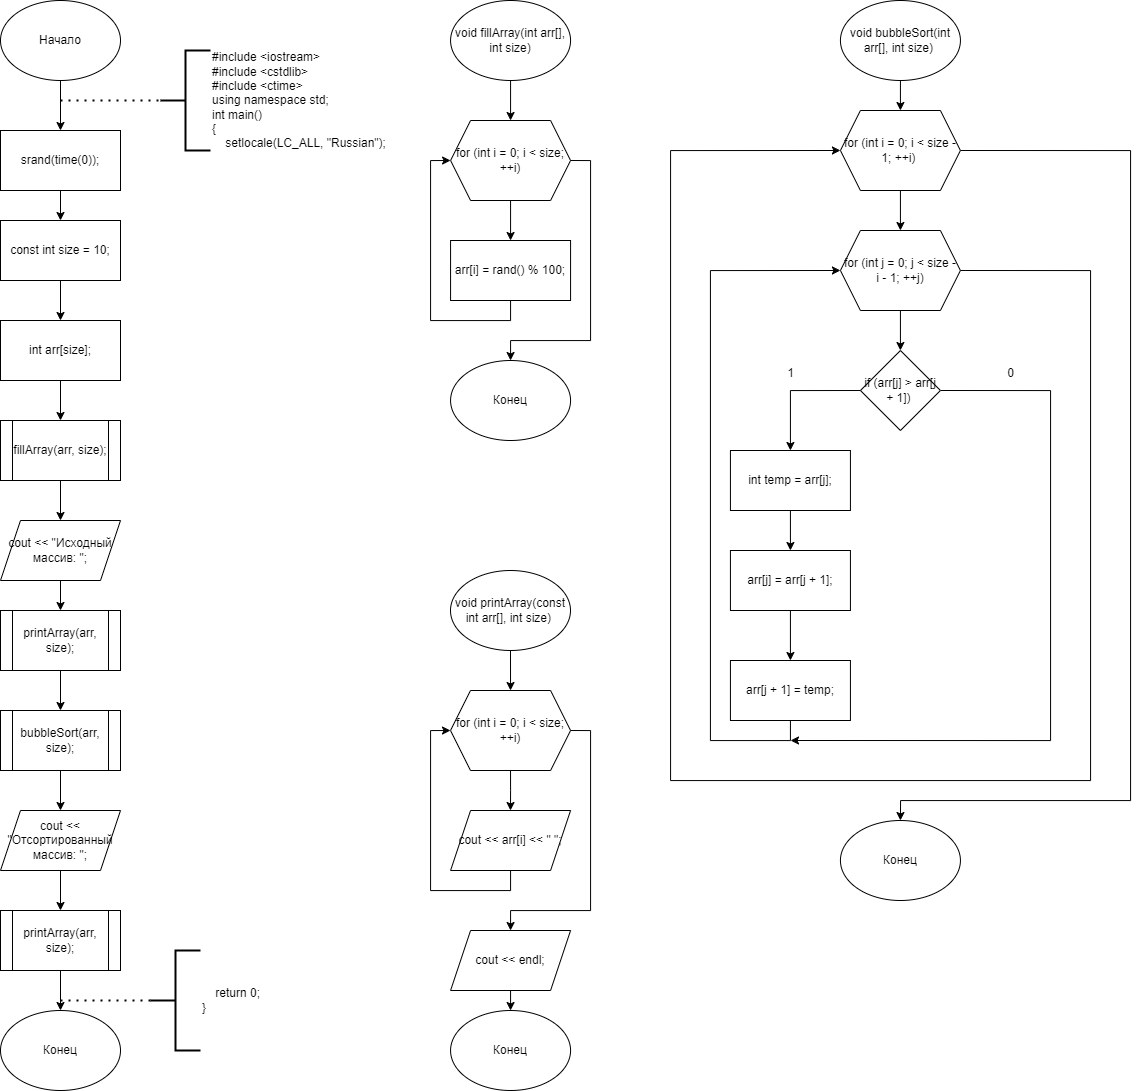 Начало
#include <iostream>
#include <cstdlib>
#include <ctime>
using namespace std;
int main()
{
setlocale(LC_ALL, "Russian");
srand(time(0));
const int size = 10;
int arr[size];
fillArray(arr, size);
cout << "Исходный
массив: ";
printArray(arr,
size);
bubbleSort(arr,
size);
cout <<
"Отсортированный
массив: ";
printArray(arr,
size);
return 0;
}
Конец
void fillArray(int arr[],
int size)
for (int i = 0; i < size;
++i)
arr[i] = rand() % 100;
Конец
void printArray(const
int arr[], int size)
for (int i = 0; i < size;
++i)
cout << arr[i] << " ";
cout << endl;
Конец
void bubbleSort(int
arr[], int size)
for (int i = 0; i < size -
1; ++i)
for (int j = 0; j < size -
i - 1; ++j)
if (arr[j] > arr[j
+ 1])
1
0
int temp = arr[j];
arr[j] = arr[j + 1];
arr[j + 1] = temp;
Конец